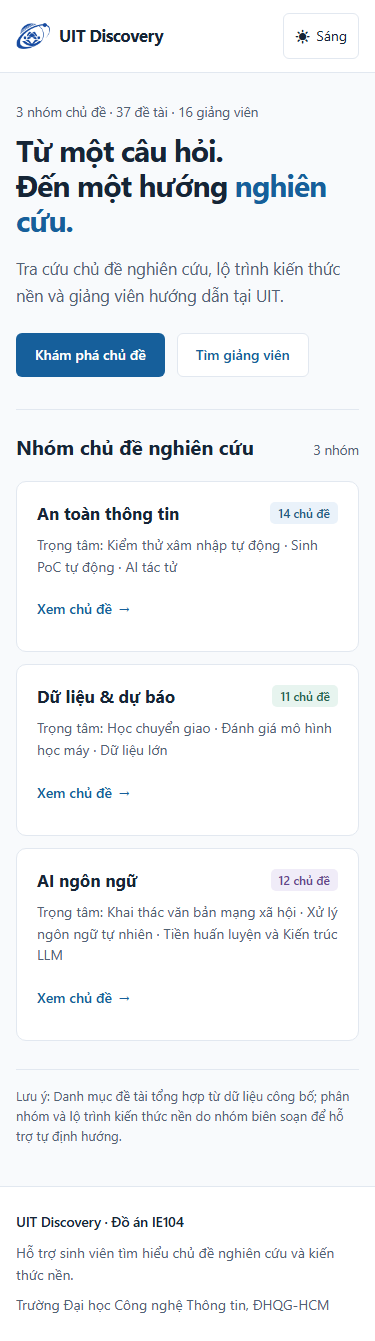 UIT Discovery
Sáng
3 nhóm chủ đề · 37 đề tài · 16 giảng viên
Từ một câu hỏi.
Đến một hướng nghiên
cứu.
Tra cứu chủ đề nghiên cứu, lộ trình kiến thức
nền và giảng viên hướng dẫn tại UIT.
Khám phá chủ đề
Tìm giảng viên
Nhóm chủ đề nghiên cứu
3 nhóm
An toàn thông tin
14 chủ đề
Trọng tâm: Kiểm thử xâm nhập tự động · Sinh
PoC tự động · AI tác tử
Xem chủ đề →
Dữ liệu & dự báo
11 chủ đề
Trọng tâm: Học chuyển giao · Đánh giá mô hình
học máy · Dữ liệu lớn
Xem chủ đề →
AI ngôn ngữ
12 chủ đề
Trọng tâm: Khai thác văn bản mạng xã hội · Xử lý
ngôn ngữ tự nhiên · Tiền huấn luyện và Kiến trúc
LLM
Xem chủ đề →
Lưu ý: Danh mục đề tài tổng hợp từ dữ liệu công bố; phân
nhóm và lộ trình kiến thức nền do nhóm biên soạn để hỗ
trợ tự định hướng.
UIT Discovery · Đồ án IE104
Hỗ trợ sinh viên tìm hiểu chủ đề nghiên cứu và kiến
thức nền.
Trường Đại học Công nghệ Thông tin, ĐHQG-HCM